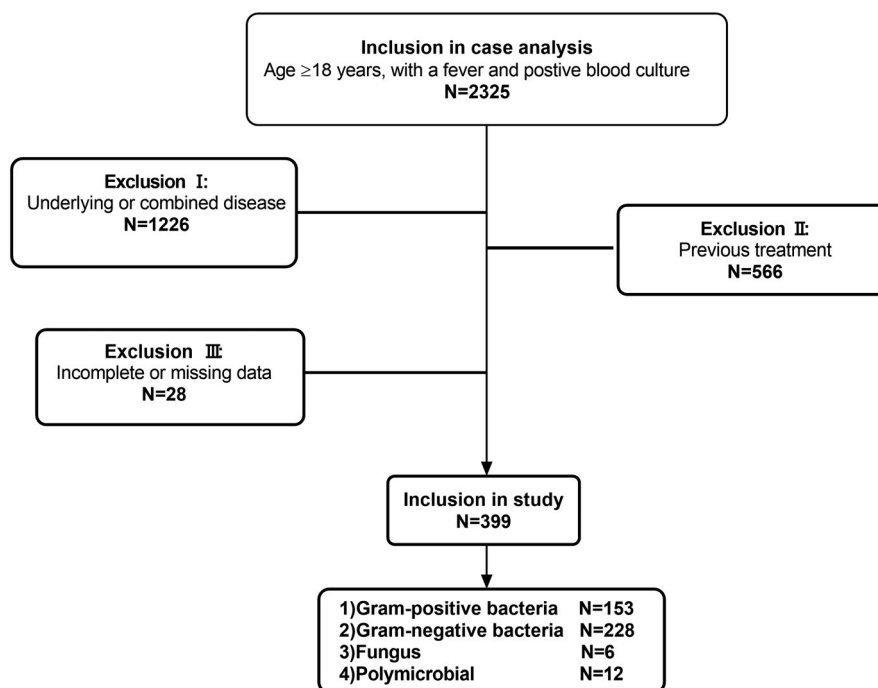 Inclusion in case analysis
Age ≥18 years, with a fever and postive blood culture
N=2325
Exclusion Ⅰ:
Underlying or combined disease
N=1226
Exclusion Ⅱ:
Previous treatment
N=566
Exclusion Ⅲ:
Incomplete or missing data
N=28
Inclusion in study
N=399
1)Gram-positive bacteria N=153
2)Gram-negative bacteria N=228
3)Fungus N=6
4)Polymicrobial N=12